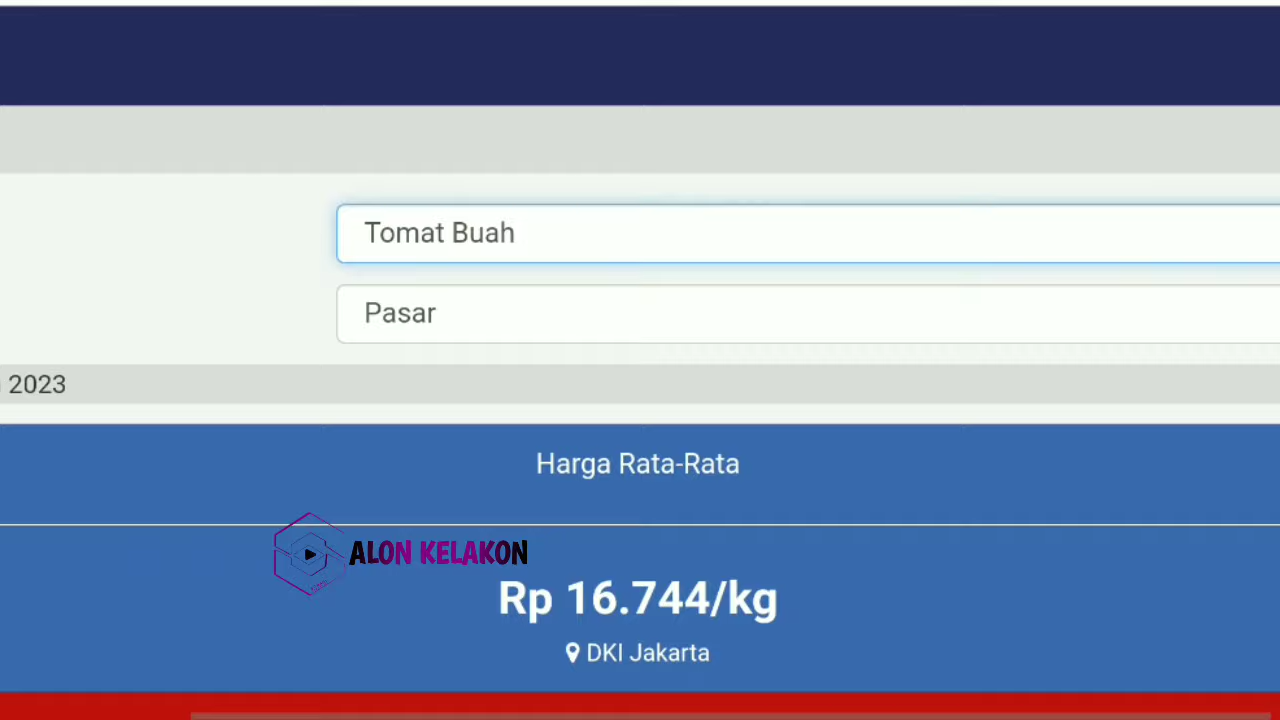 Tomat Buah
Pasar
2023
Harga Rata-Rata
ALON KELAKON
Rp 16.744/kg
DKI Jakarta